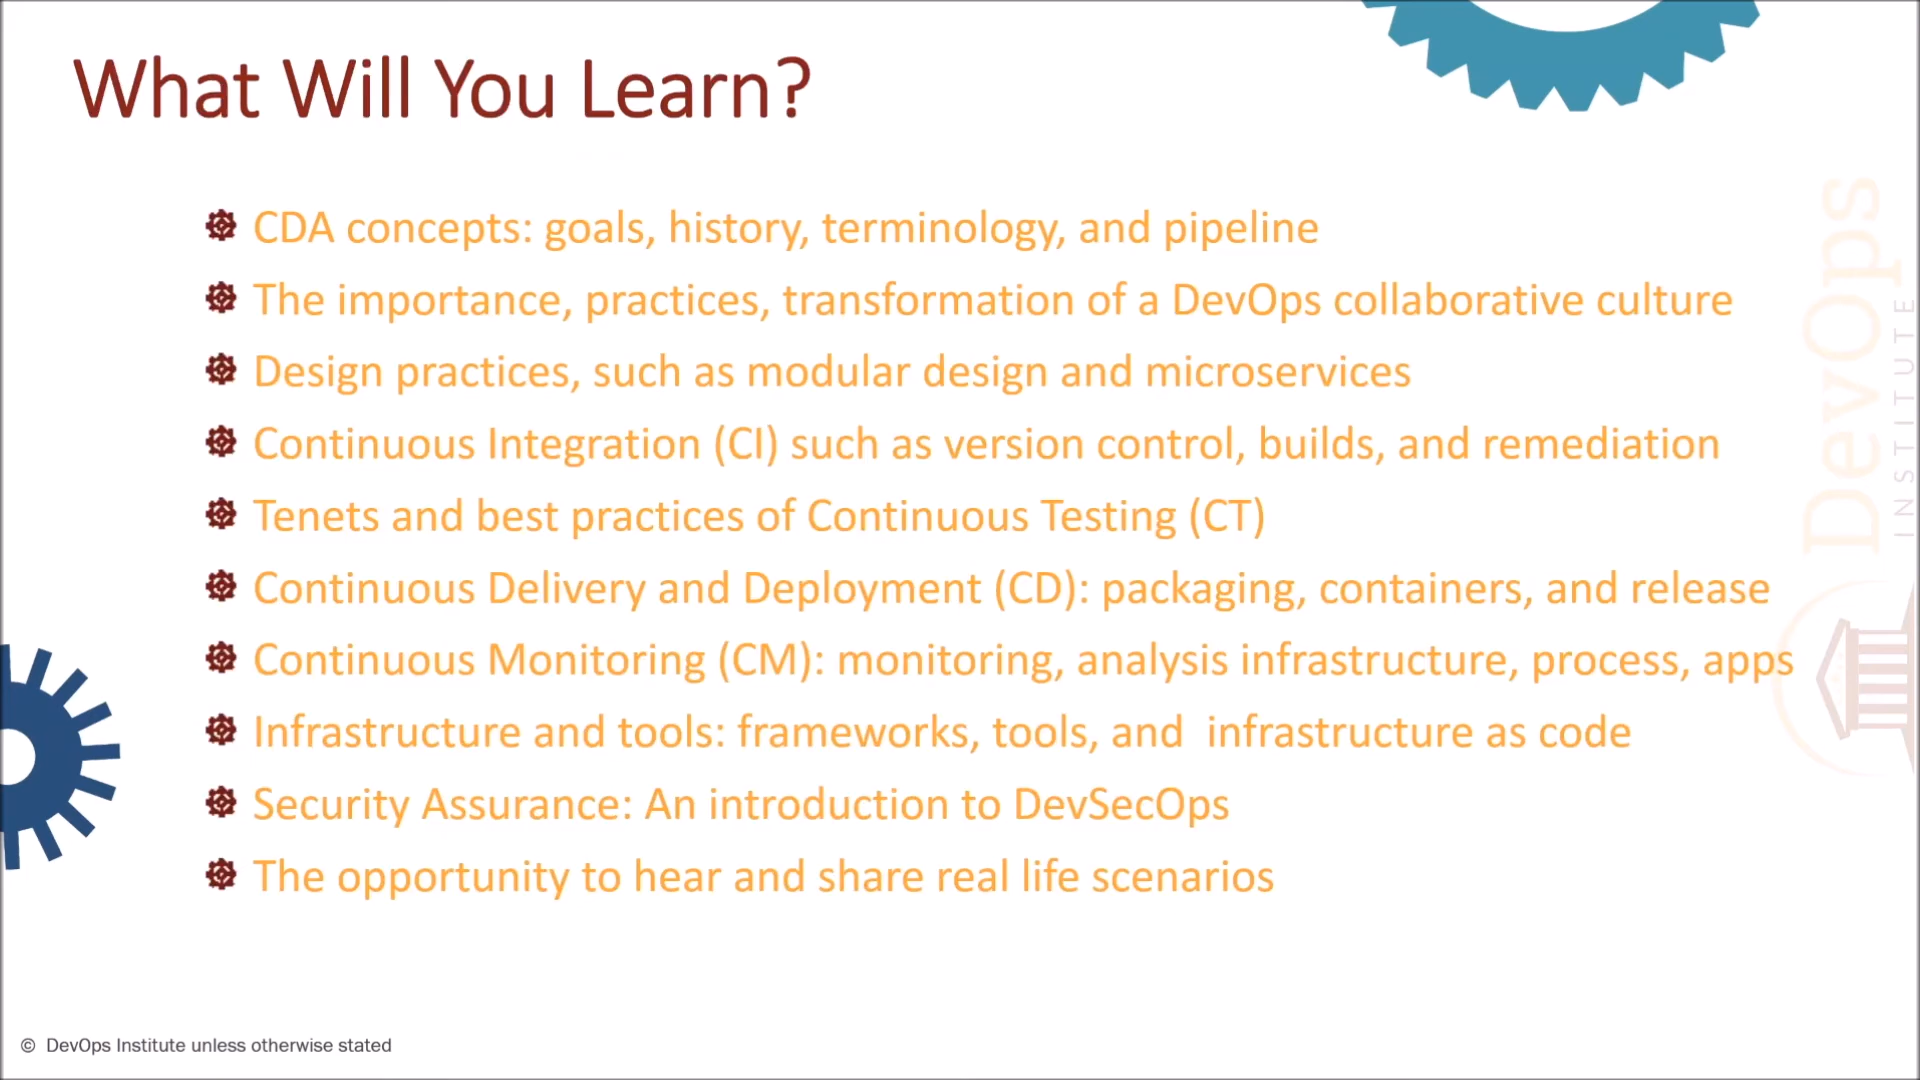 What Will You Learn?
CDA concepts: goals, history, terminology, and pipeline
The importance, practices, transformation of a DevOps collaborative culture
Design practices, such as modular design and microservices
Continuous Integration (CI) such as version control, builds, and remediation
Tenets and best practices of Continuous Testing (CT)
Continuous Delivery and Deployment (CD): packaging, containers, and release
Continuous Monitoring (CM): monitoring, analysis infrastructure, process, apps
Infrastructure and tools: frameworks, tools, and  infrastructure as code
Security Assurance: An introduction to DevSecOps
The opportunity to hear and share real life scenarios
DevOps
INSTITUTE
© DevOps Institute unless otherwise stated